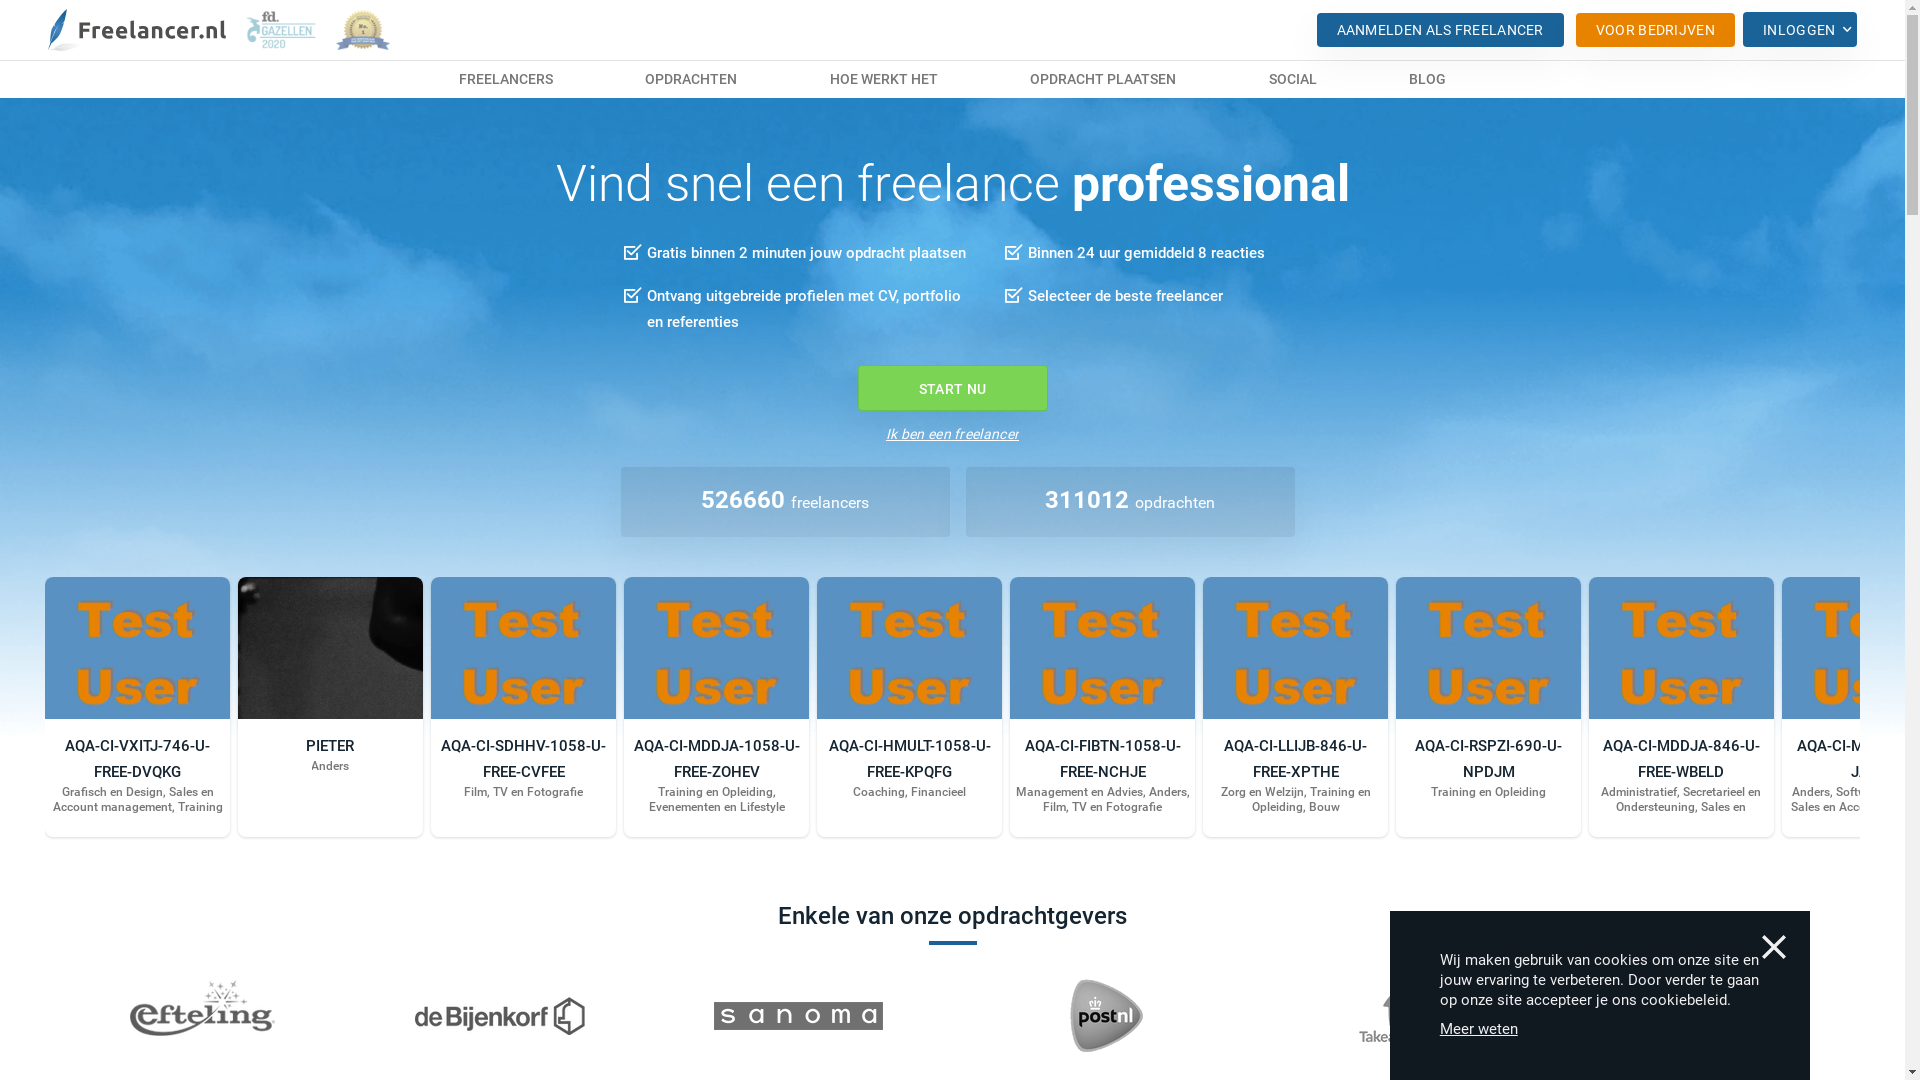 Freelancer.nl
fd.
GAZELLEN
2020
AANMELDEN ALS FREELANCER
VOOR BEDRIJVEN
INLOGGEN
FREELANCERS
OPDRACHTEN
HOE WERKT HET
OPDRACHT PLAATSEN
SOCIAL
BLOG
Vind snel een freelance professional
Gratis binnen 2 minuten jouw opdracht plaatsen
Binnen 24 uur gemiddeld 8 reacties
Ontvang uitgebreide profielen met CV, portfolio
en referenties
Selecteer de beste freelancer
START NU
Ik ben een freelancer
526660 freelancers
311012 opdrachten
Test
User
AQA-CI-VXITJ-746-U-
FREE-DVQKG
Grafisch en Design, Sales en
Account management, Training
PIETER
Anders
Test
User
AQA-CI-SDHHV-1058-U-
FREE-CVFEE
Film, TV en Fotografie
Test
User
AQA-CI-MDDJA-1058-U-
FREE-ZOHEV
Training en Opleiding,
Evenementen en Lifestyle
Test
User
AQA-CI-HMULT-1058-U-
FREE-KPQFG
Coaching, Financieel
Test
User
AQA-CI-FIBTN-1058-U-
FREE-NCHJE
Management en Advies, Anders,
Film, TV en Fotografie
Test
User
AQA-CI-LLIJB-846-U-
FREE-XPTHE
Zorg en Welzijn, Training en
Opleiding, Bouw
Test
User
AQA-CI-RSPZI-690-U-
NPDJM
Training en Opleiding
Test
User
AQA-CI-MDDJA-846-U-
FREE-WBELD
Administratief, Secretarieel en
Ondersteuning, Sales en
AQA-CI-
Anders,
Sales en
Enkele van onze opdrachtgevers
efteling
de Bijenkorf
sanoma
postnl
Wij maken gebruik van cookies om onze site en
jouw ervaring te verbeteren. Door verder te gaan
op onze site accepteer je ons cookiebeleid.
Meer weten